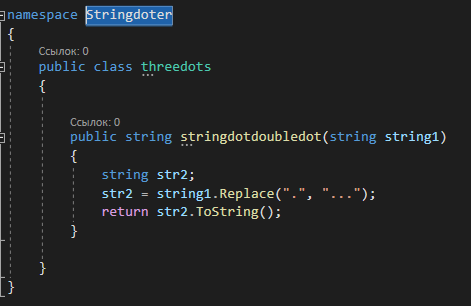 namespace Stringdoter
{
Ссылок: 0
public class threedots
{
Ссылок: 0
public string stringdotdoubledot(string string1)
{
string str2;
str2 = string1.Replace(".", "...");
return str2.ToString();
}
}
}